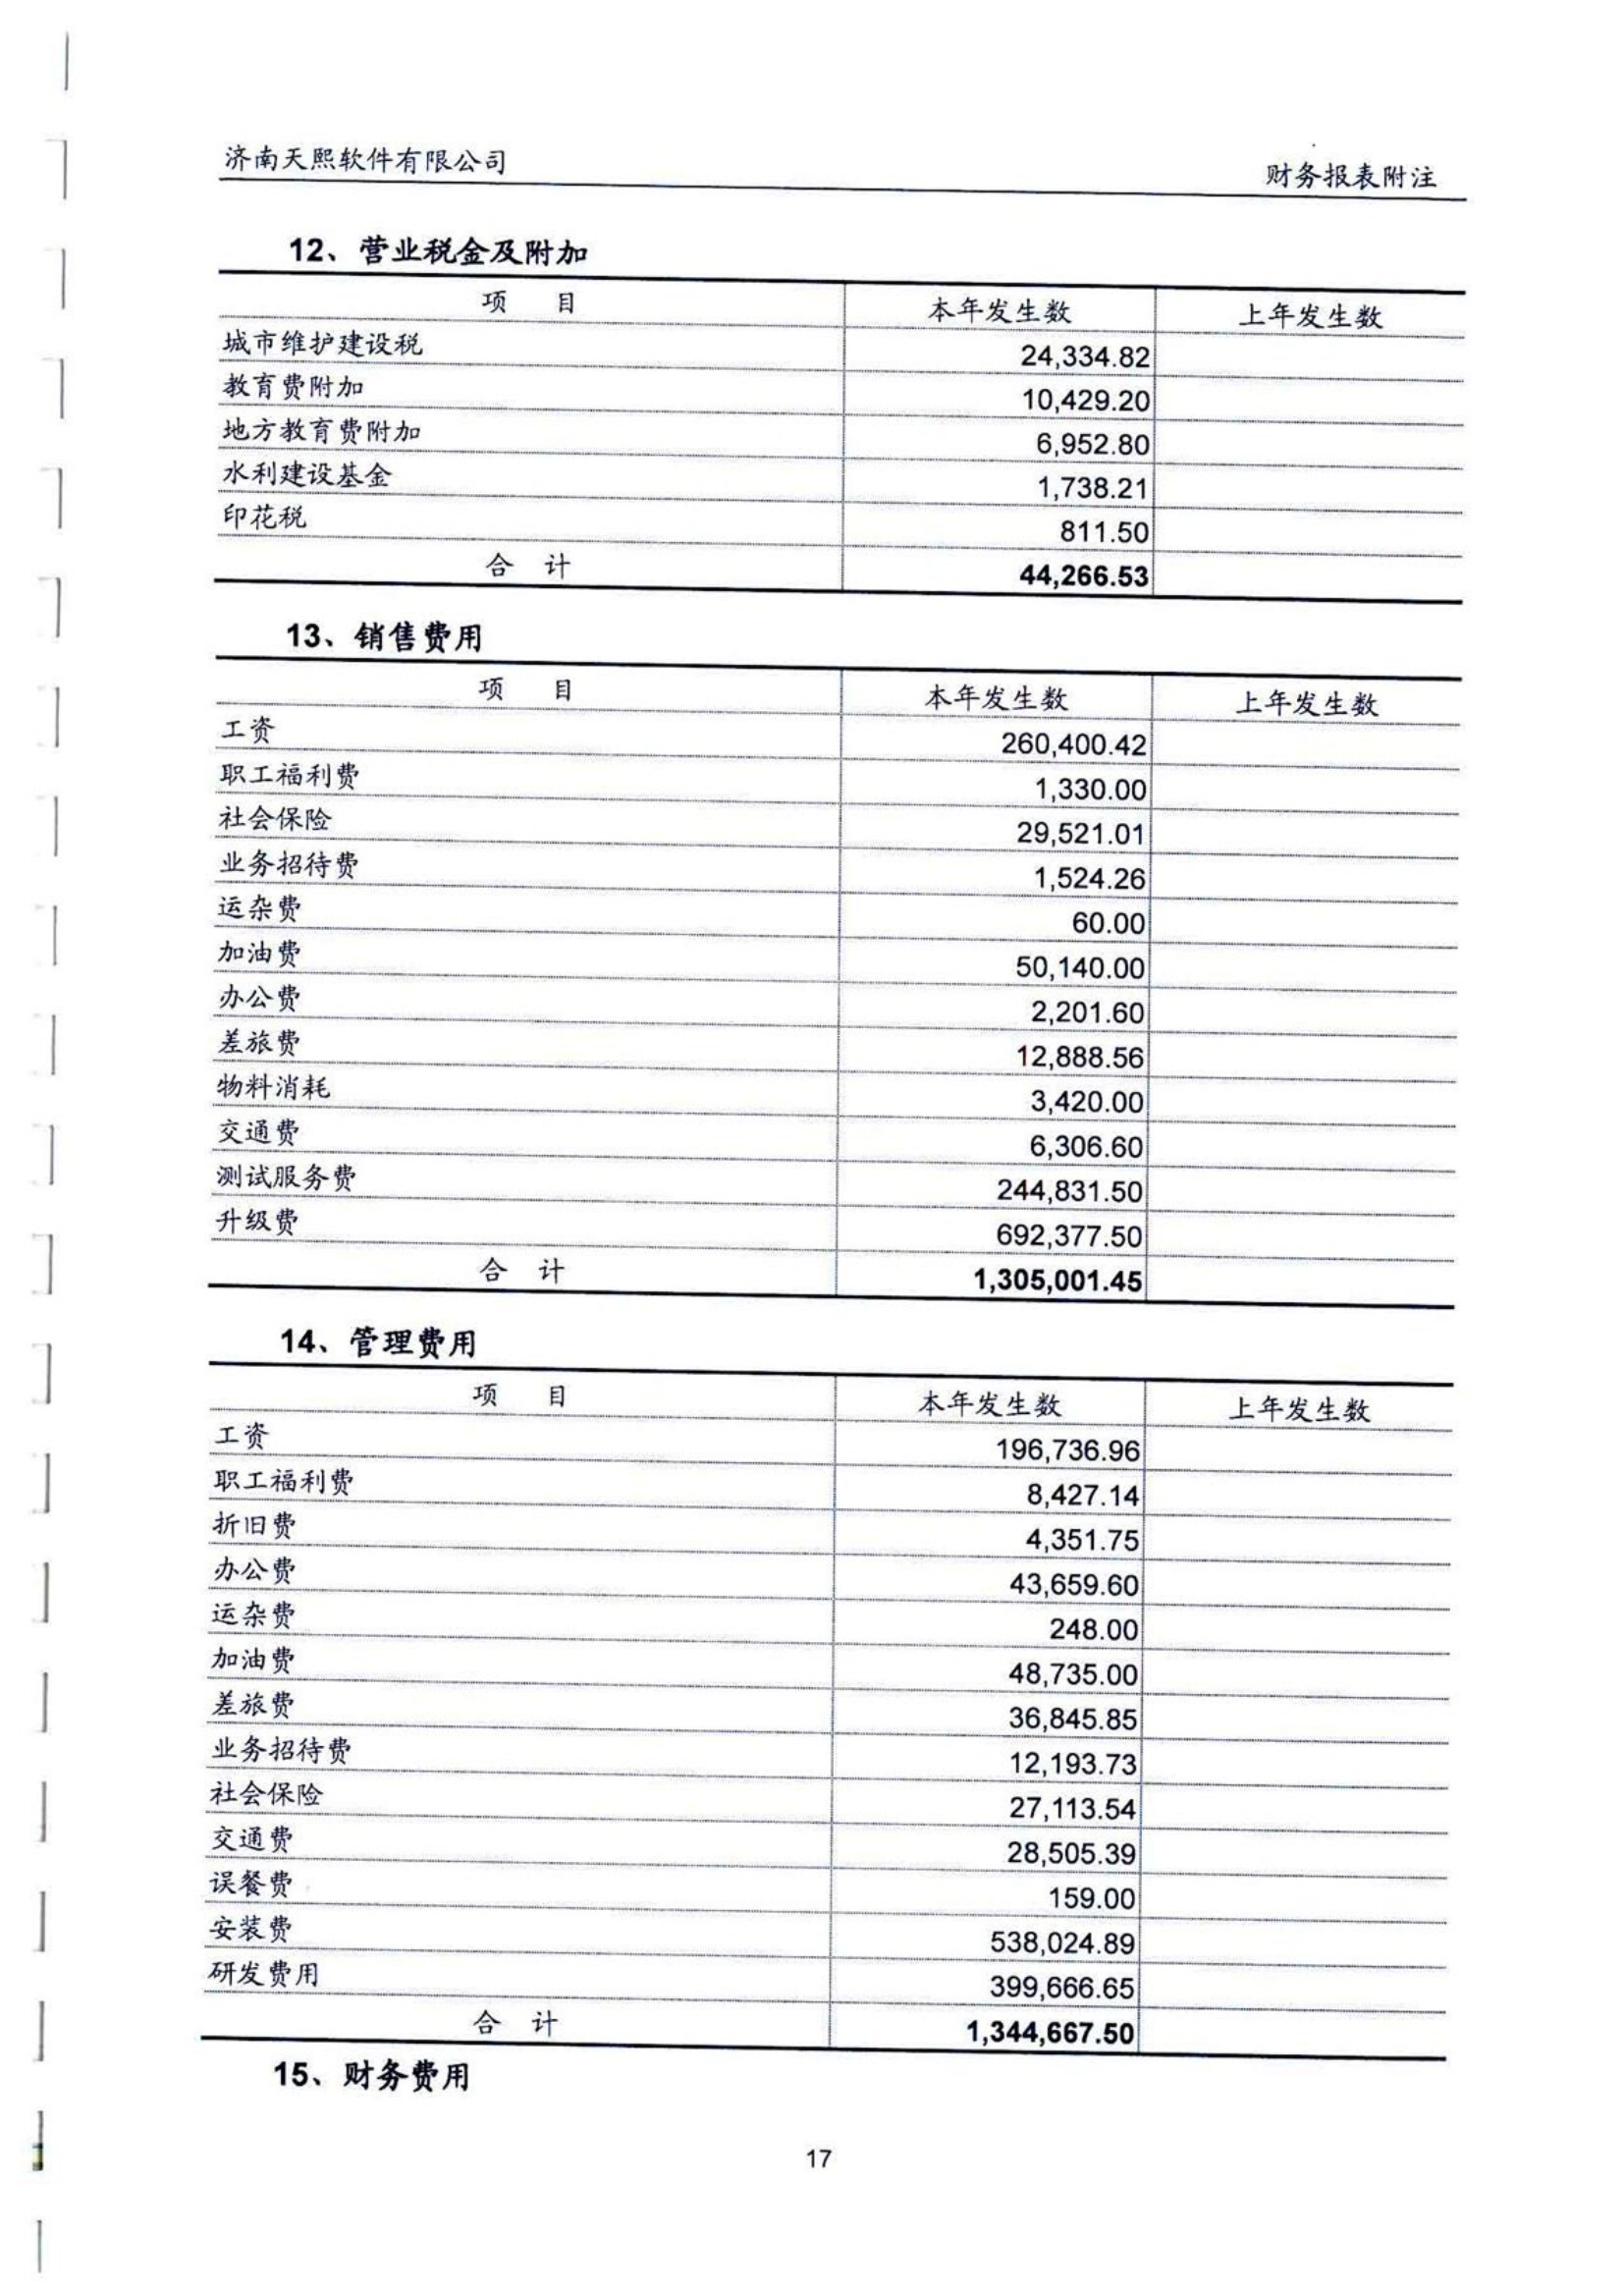 济南天熙软件有限公司 财务报表附注
12、营业税金及附加
项 目 本年发生数 上年发生数
城市维护建设税 24,334.82
教育费附加 10,429.20
地方教育费附加 6,952.80
水利建设基金 1,738.21
印花税 811.50
合 计 44,266.53
13、销售费用
项 目 本年发生数 上年发生数
工资 260,400.42
职工福利费 1,330.00
社会保险 29,521.01
业务招待费 1,524.26
运杂费 60.00
加油费 50,140.00
办公费 2,201.60
差旅费 12,888.56
物料消耗 3,420.00
交通费 6,306.60
测试服务费 244,831.50
升级费 692,377.50
合 计 1,305,001.45
14、管理费用
项 目 本年发生数 上年发生数
工资 196,736.96
职工福利费 8,427.14
折旧费 4,351.75
办公费 43,659.60
运杂费 248.00
加油费 48,735.00
差旅费 36,845.85
业务招待费 12,193.73
社会保险 27,113.54
交通费 28,505.39
误餐费 159.00
安装费 538,024.89
研发费用 399,666.65
合 计 1,344,667.50
15、财务费用
17